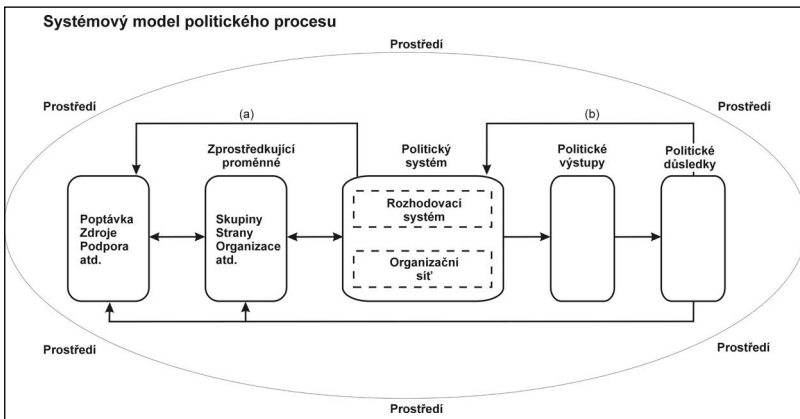 Systémový model politického procesu
Prostředí
Prostředí
Prostředí
(a)
(b)
Zprostředkující
proměnné
Politický
systém
Politické
výstupy
Politické
důsledky
Poptávka
Zdroje
Podpora
atd.
Skupiny
Strany
Organizace
atd.
Rozhodovací
systém
Organizační
síť
Prostředí
Prostředí
Prostředí